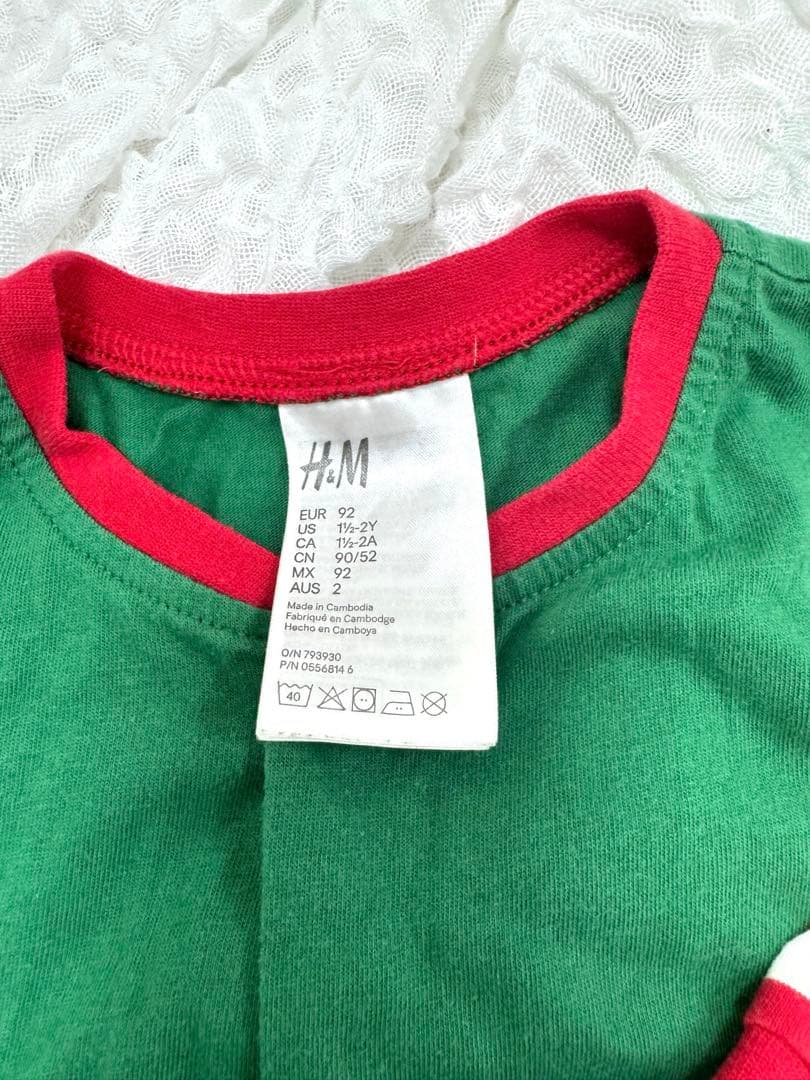 H&M
EUR 92
US 1½-2Y
CA 1½-2A
CN 90/52
MX 92
AUS 2
Made in Cambodia
Fabriqué en Cambodge
Hecho en Camboya
O/N 793930
P/N 0556814 6
40